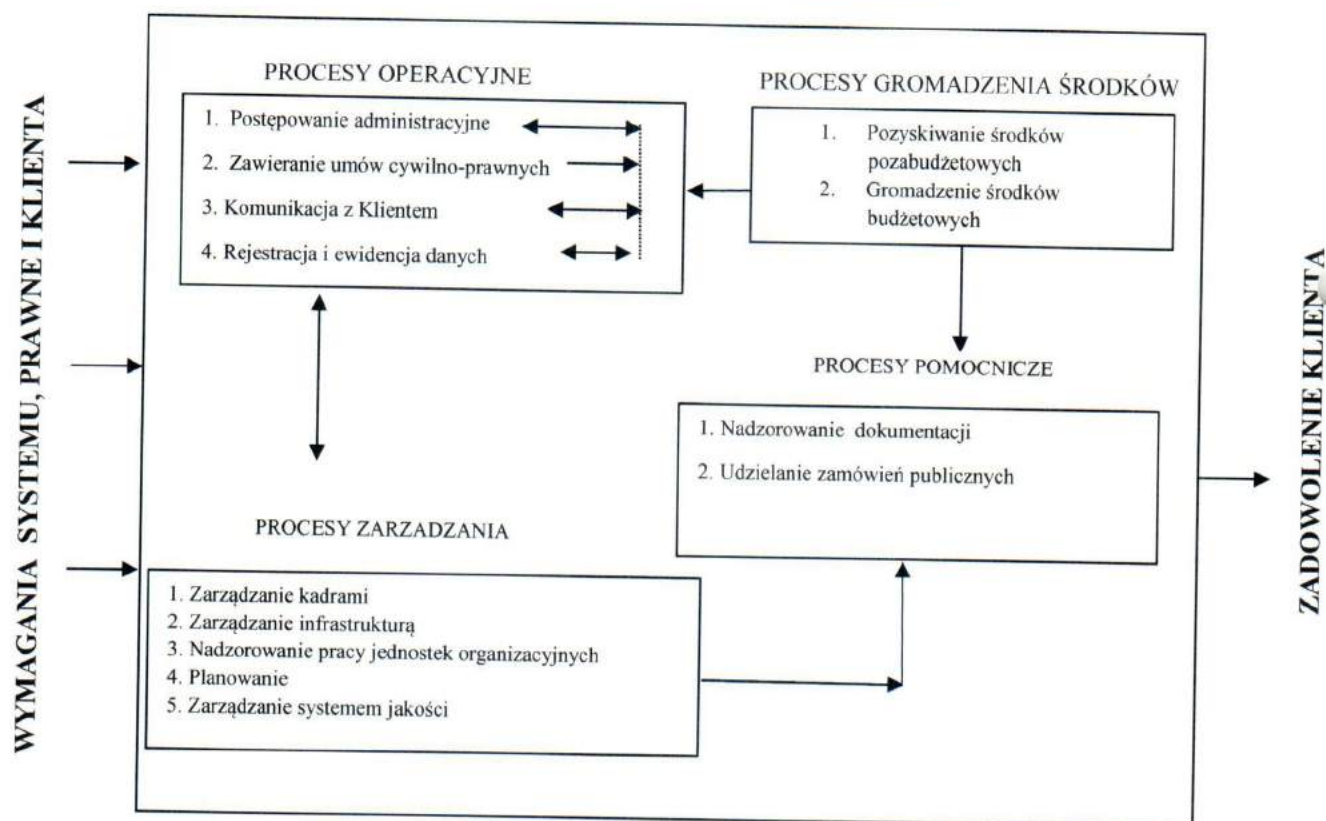 WYMAGANIA SYSTEMU, PRAWNE I KLIENTA
PROCESY OPERACYJNE
1. Postępowanie administracyjne
2. Zawieranie umów cywilno-prawnych
3. Komunikacja z Klientem
4. Rejestracja i ewidencja danych
PROCESY GROMADZENIA ŚRODKÓW
1. Pozyskiwanie środków
pozabudżetowych
2. Gromadzenie środków
budżetowych
PROCESY POMOCNICZE
1. Nadzorowanie dokumentacji
2. Udzielanie zamówień publicznych
PROCESY ZARZADZANIA
1. Zarządzanie kadrami
2. Zarządzanie infrastrukturą
3. Nadzorowanie pracy jednostek organizacyjnych
4. Planowanie
5. Zarządzanie systemem jakości
ZADOWOLENIE KLIENTA